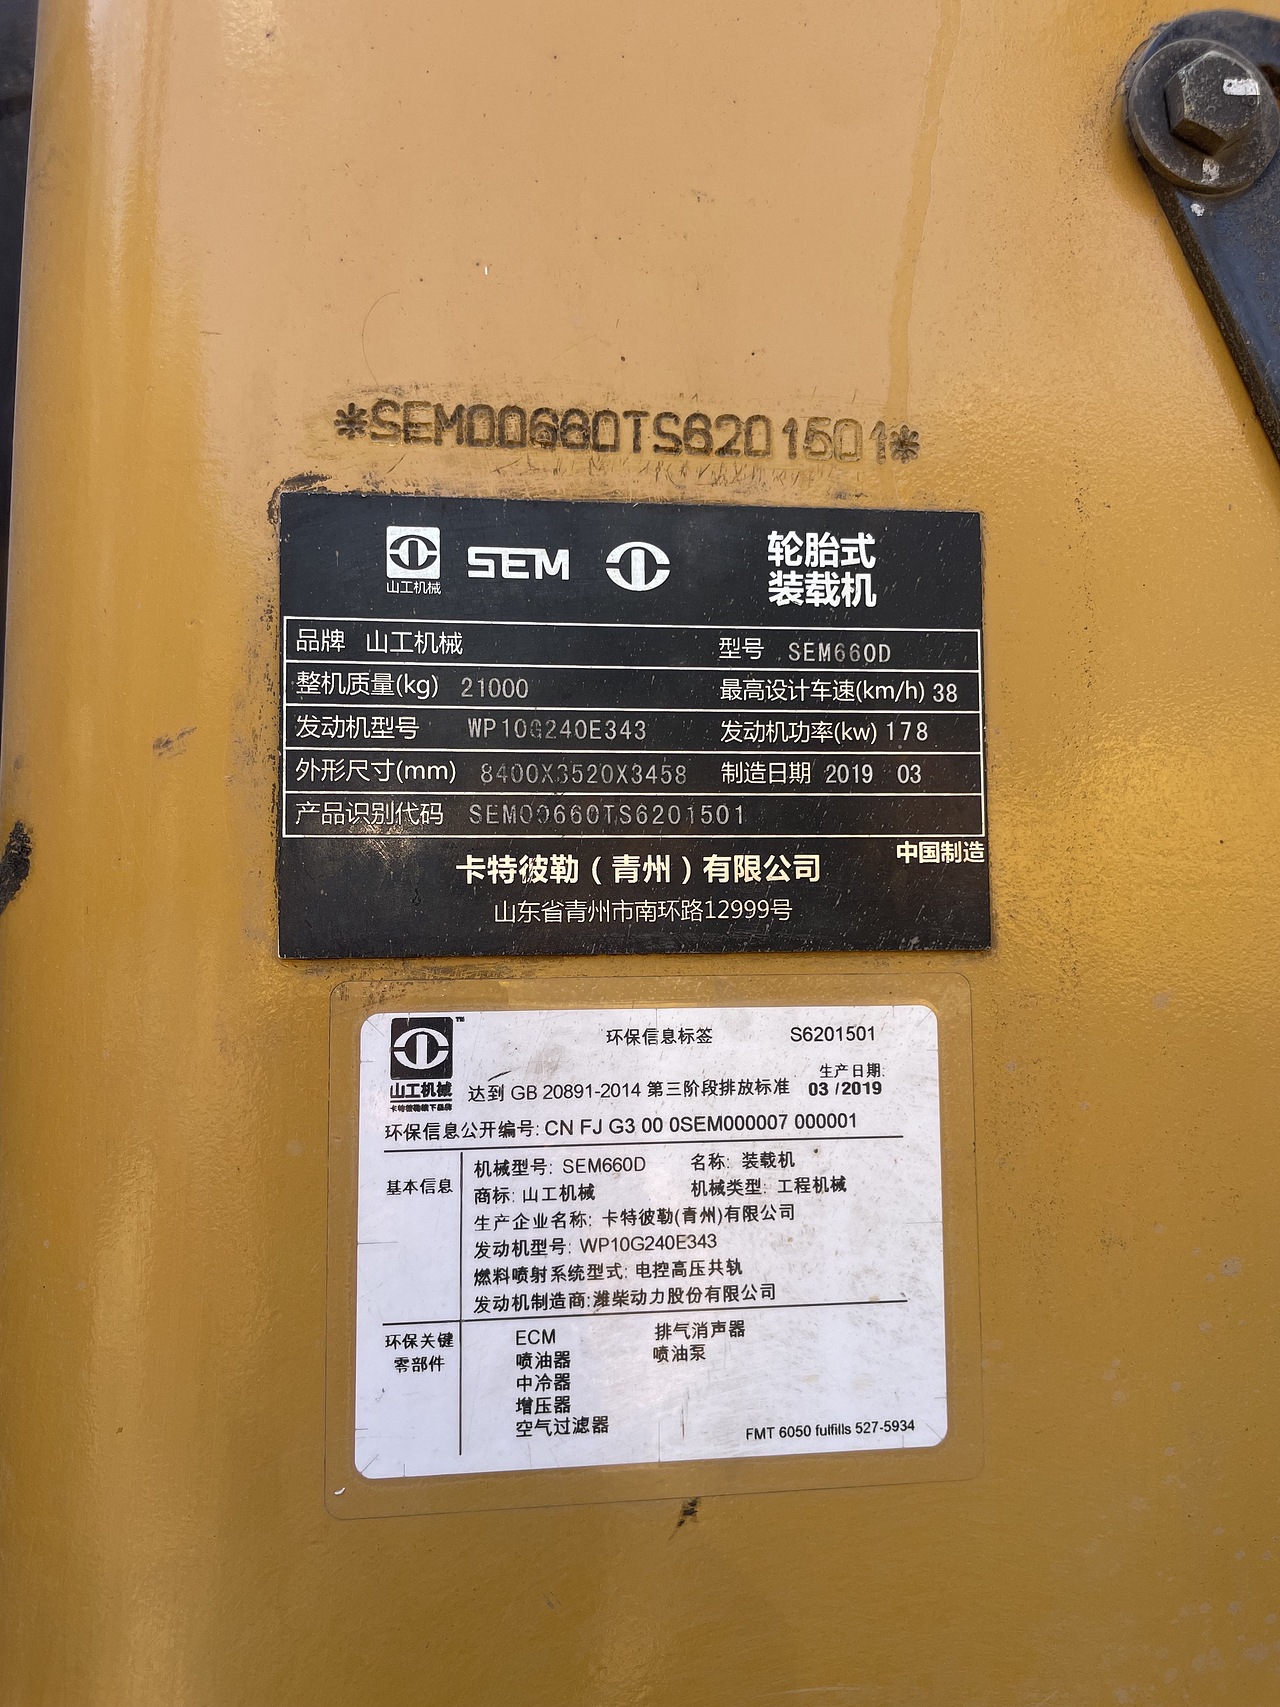 *SEM00660TS6201501*
山工机械 SEM 轮胎式
装载机
品牌 山工机械 型号 SEM660D
整机质量(kg) 21000 最高设计车速(km/h) 38
发动机型号 WP10G240E343 发动机功率(kw) 178
外形尺寸(mm) 8400X3520X3458 制造日期 2019 03
产品识别代码 SEM00660TS6201501
中国制造
卡特彼勒（青州）有限公司
山东省青州市南环路12999号
TM
山工机械
卡特彼勒旗下品牌
环保信息标签 S6201501
生产日期:
达到 GB 20891-2014 第三阶段排放标准 03 /2019
环保信息公开编号: CN FJ G3 00 0SEM000007 000001
基本信息
机械型号: SEM660D 名称: 装载机
商标: 山工机械 机械类型: 工程机械
生产企业名称: 卡特彼勒(青州)有限公司
发动机型号: WP10G240E343
燃料喷射系统型式: 电控高压共轨
发动机制造商:潍柴动力股份有限公司
环保关键
零部件
ECM 排气消声器
喷油器 喷油泵
中冷器
增压器
空气过滤器
FMT 6050 fulfills 527-5934